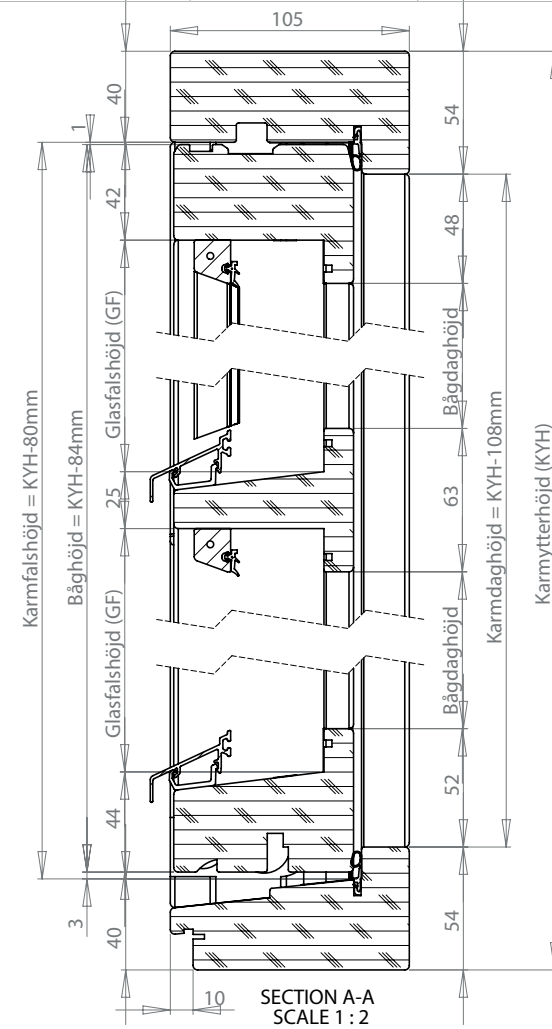 105
40
54
1
42
48
Glasfalshöjd (GF)
Bågdaghöjd
Karmfalshöjd = KYH-80mm
Båghöjd = KYH-84mm
25
63
Karmdaghöjd = KYH-108mm
Karmytterhöjd (KYH)
Glasfalshöjd (GF)
Bågdaghöjd
44
52
3
40
54
10
SECTION A-A
SCALE 1 : 2